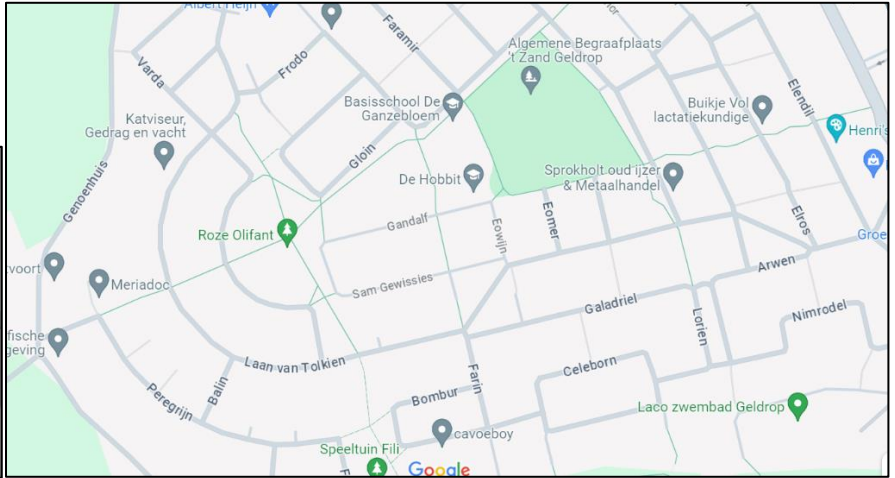 Albert Heijn
Faramir
Varda
Frodo
Algemene Begraafplaats
't Zand Geldrop
Elendil
Basisschool De
Ganzebloem
Buikje Vol
lactatiekundige
Katviseur,
Gedrag en vacht
Henri's
Gloin
De Hobbit
Sprokholt oud ijzer
& Metaalhandel
Genoenhuis
Gandalf
Eowijn
Eomer
Elros
Roze Olifant
Groe
voort
Arwen
Meriadoc
Sam Gewissies
Galadriel
Lorien
Nimrodel
fische
geving
Laan van Tolkien
Farin
Celeborn
Peregrijn
Balin
Bombur
Laco zwembad Geldrop
cavoeboy
Speeltuin Fili
Google